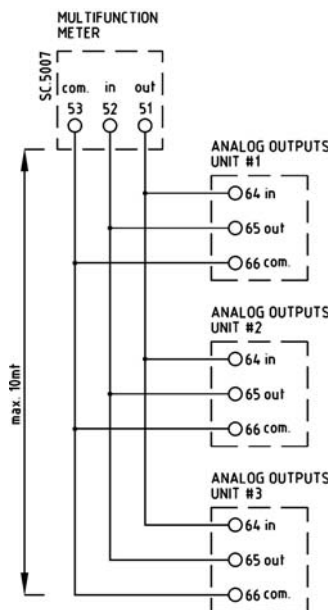 MULTIFUNCTION
METER
SC.5007
com. in out
53 52 51
max. 10mt
ANALOG OUTPUTS
UNIT #1
64 in
65 out
66 com.
ANALOG OUTPUTS
UNIT #2
64 in
65 out
66 com.
ANALOG OUTPUTS
UNIT #3
64 in
65 out
66 com.